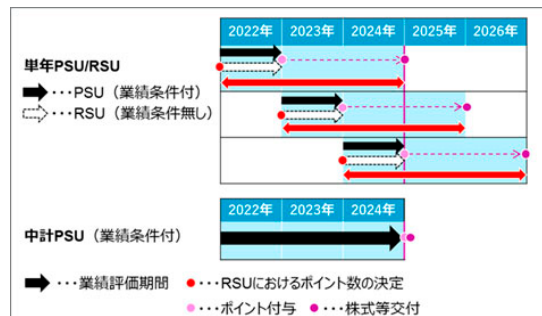 2022年 2023年 2024年 2025年 2026年
単年PSU/RSU
・・・PSU（業績条件付）
・・・RSU（業績条件無し）
2022年 2023年 2024年
中計PSU（業績条件付）
・・・業績評価期間 ・・・RSUにおけるポイント数の決定
・・・ポイント付与 ・・・株式等交付